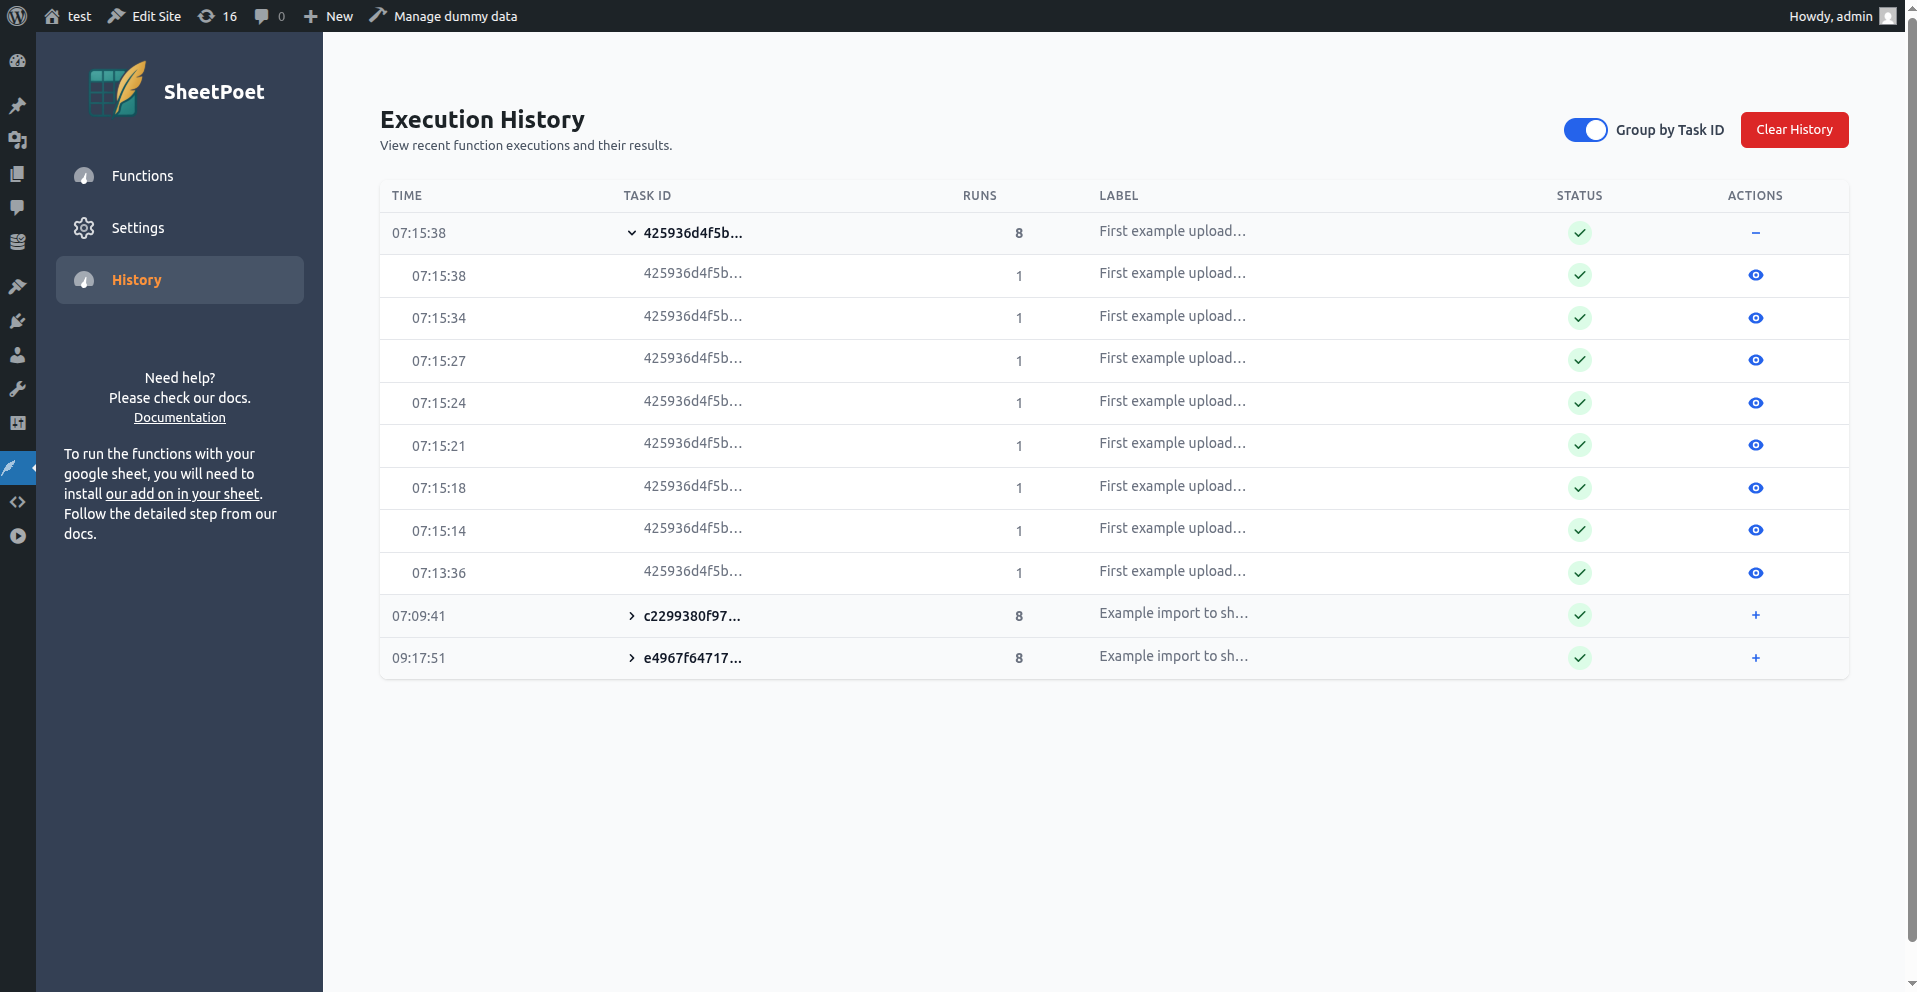 test Edit Site 16 0 New Manage dummy data Howdy, admin
SheetPoet
Functions
Settings
History
Need help?
Please check our docs.
Documentation
To run the functions with your
google sheet, you will need to
install our add on in your sheet.
Follow the detailed step from our
docs.
Execution History
View recent function executions and their results.
Group by Task ID
Clear History
TIME TASK ID RUNS LABEL STATUS ACTIONS
07:15:38 425936d4f5b... 8 First example upload...
07:15:38 425936d4f5b... 1 First example upload...
07:15:34 425936d4f5b... 1 First example upload...
07:15:27 425936d4f5b... 1 First example upload...
07:15:24 425936d4f5b... 1 First example upload...
07:15:21 425936d4f5b... 1 First example upload...
07:15:18 425936d4f5b... 1 First example upload...
07:15:14 425936d4f5b... 1 First example upload...
07:13:36 425936d4f5b... 1 First example upload...
07:09:41 c2299380f97... 8 Example import to sh... +
09:17:51 e4967f64717... 8 Example import to sh... +